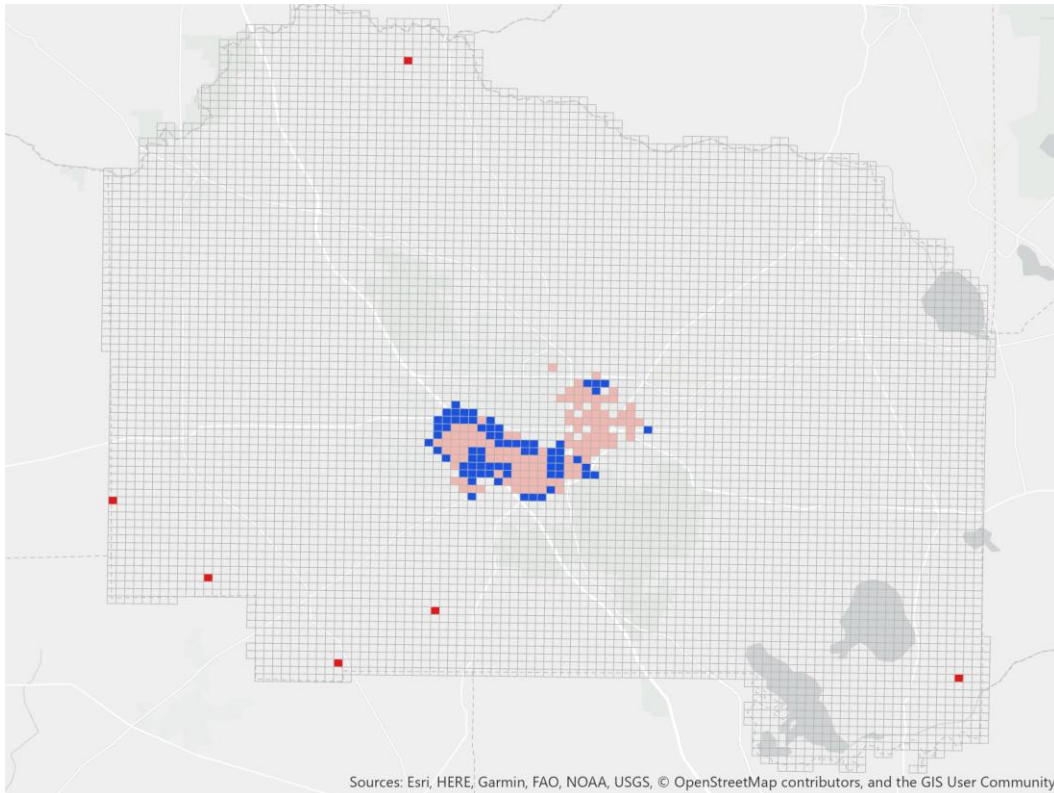 Sources: Esri, HERE, Garmin, FAO, NOAA, USGS, © OpenStreetMap contributors, and the GIS User Community